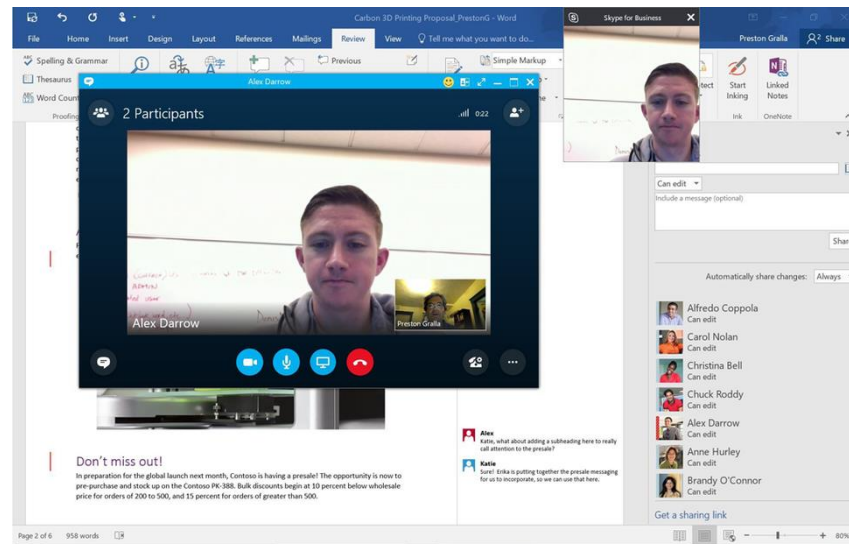 Carbon 3D Printing Proposal_PrestonG - Word
Skype for Business
File Home Insert Design Layout References Mailings Review View Tell me what you want to do...
Preston Gralla Share
Spelling & Grammar
Thesaurus
Word Count
Proofing
Previous
Simple Markup
Start Inking
Linked Notes
Ink OneNote
Alex Darrow
2 Participants
0:22
Alex Darrow
Preston Gralla
Can edit
Include a message (optional)
Share
Automatically share changes: Always
Alfredo Coppola
Can edit
Carol Nolan
Can edit
Christina Bell
Can edit
Chuck Roddy
Can edit
Alex Darrow
Can edit
Anne Hurley
Can edit
Brandy O'Connor
Can edit
Get a sharing link
Alex
Katie, what about adding a subheading here to really
call attention to the presale?
Katie
Sure! Erika is putting together the presale messaging
for us to incorporate, so we can use that here.
Don't miss out!
In preparation for the global launch next month, Contoso is having a presale! The opportunity is now to
pre-purchase and stock up on the Contoso PK-388. Bulk discounts begin at 10 percent below wholesale
price for orders of 200 to 500, and 15 percent for orders of greater than 500.
Page 2 of 6 958 words
80%